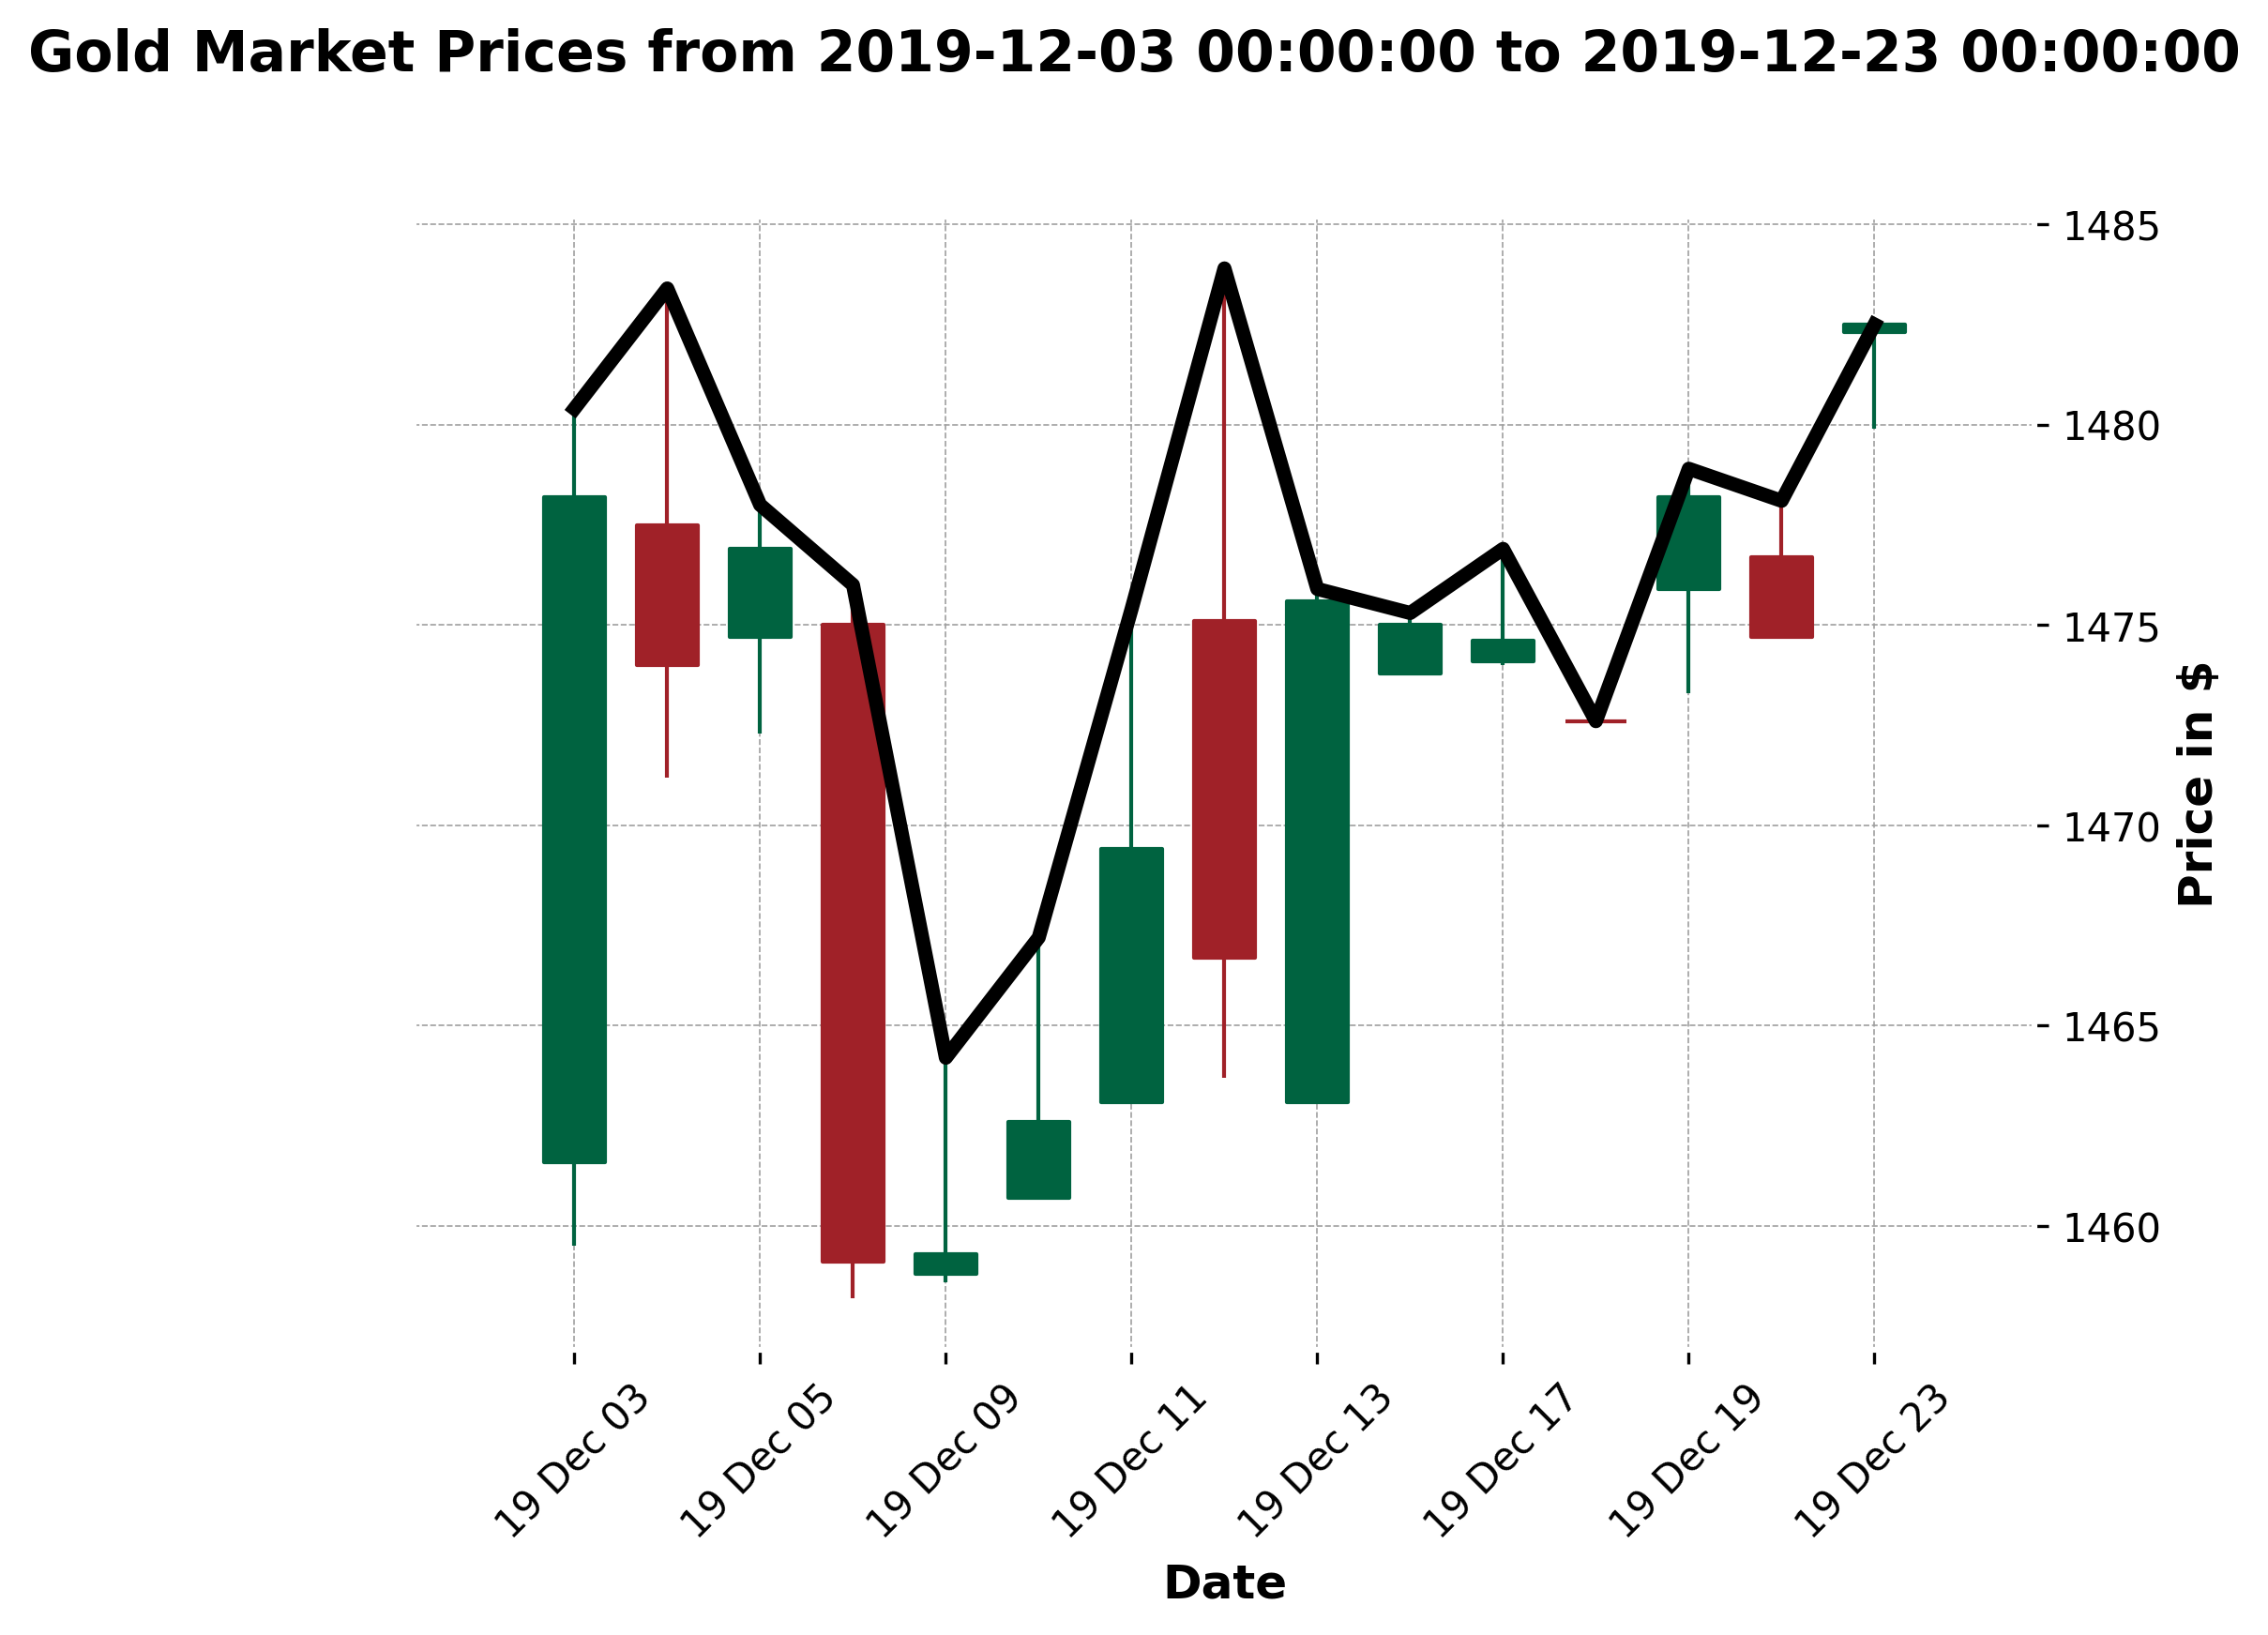 Gold Market Prices from 2019-12-03 00:00:00 to 2019-12-23 00:00:00
1485
1480
1475
1470
1465
1460
Price in $
19 Dec 03
19 Dec 05
19 Dec 09
19 Dec 11
19 Dec 13
19 Dec 17
19 Dec 19
19 Dec 23
Date